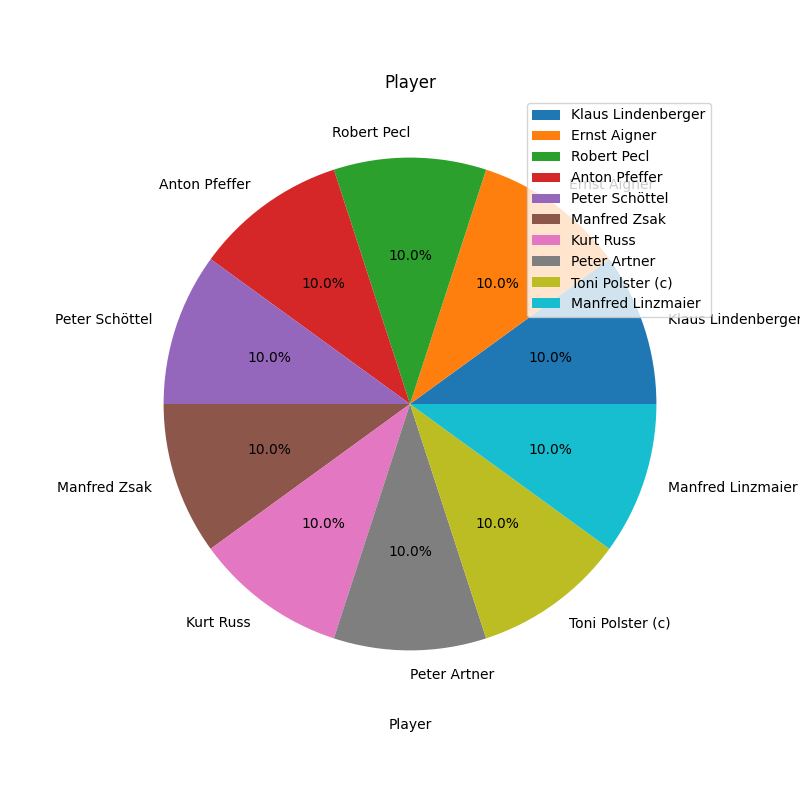 Player
Robert Pecl
Klaus Lindenberger
Ernst Aigner
Robert Pecl
Anton Pfeffer
Peter Schöttel
Manfred Zsak
Kurt Russ
Peter Artner
Toni Polster (c)
Manfred Linzmaier
Anton Pfeffer
Ernst Aigner
Peter Schöttel
Klaus Lindenberger
10.0%
10.0%
10.0%
10.0%
10.0%
10.0%
10.0%
10.0%
10.0%
10.0%
Manfred Zsak
Manfred Linzmaier
Kurt Russ
Toni Polster (c)
Peter Artner
Player